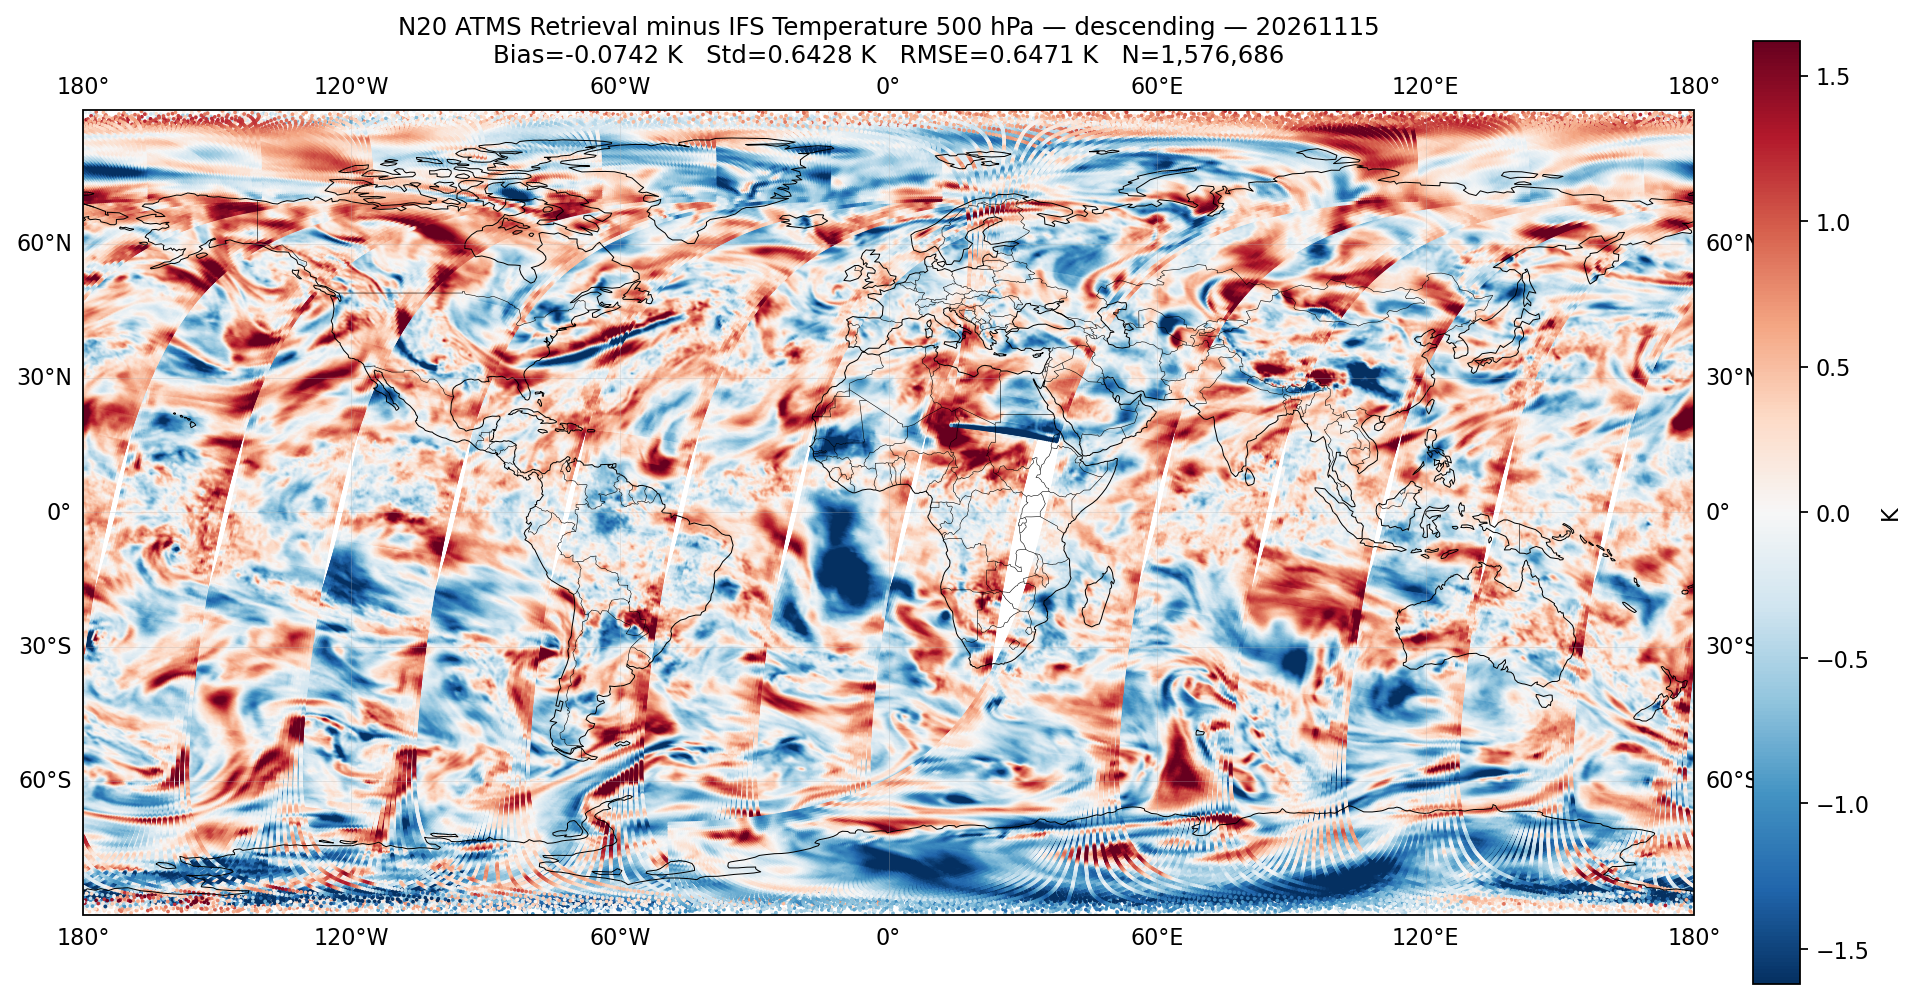 N20 ATMS Retrieval minus IFS Temperature 500 hPa — descending — 20261115
Bias=-0.0742 K   Std=0.6428 K   RMSE=0.6471 K   N=1,576,686
180° 120°W 60°W 0° 60°E 120°E 180°
60°N 60°N
30°N 30°N
0° 0°
30°S 30°S
60°S 60°S
180° 120°W 60°W 0° 60°E 120°E 180°
1.5
1.0
0.5
0.0
−0.5
−1.0
−1.5
K